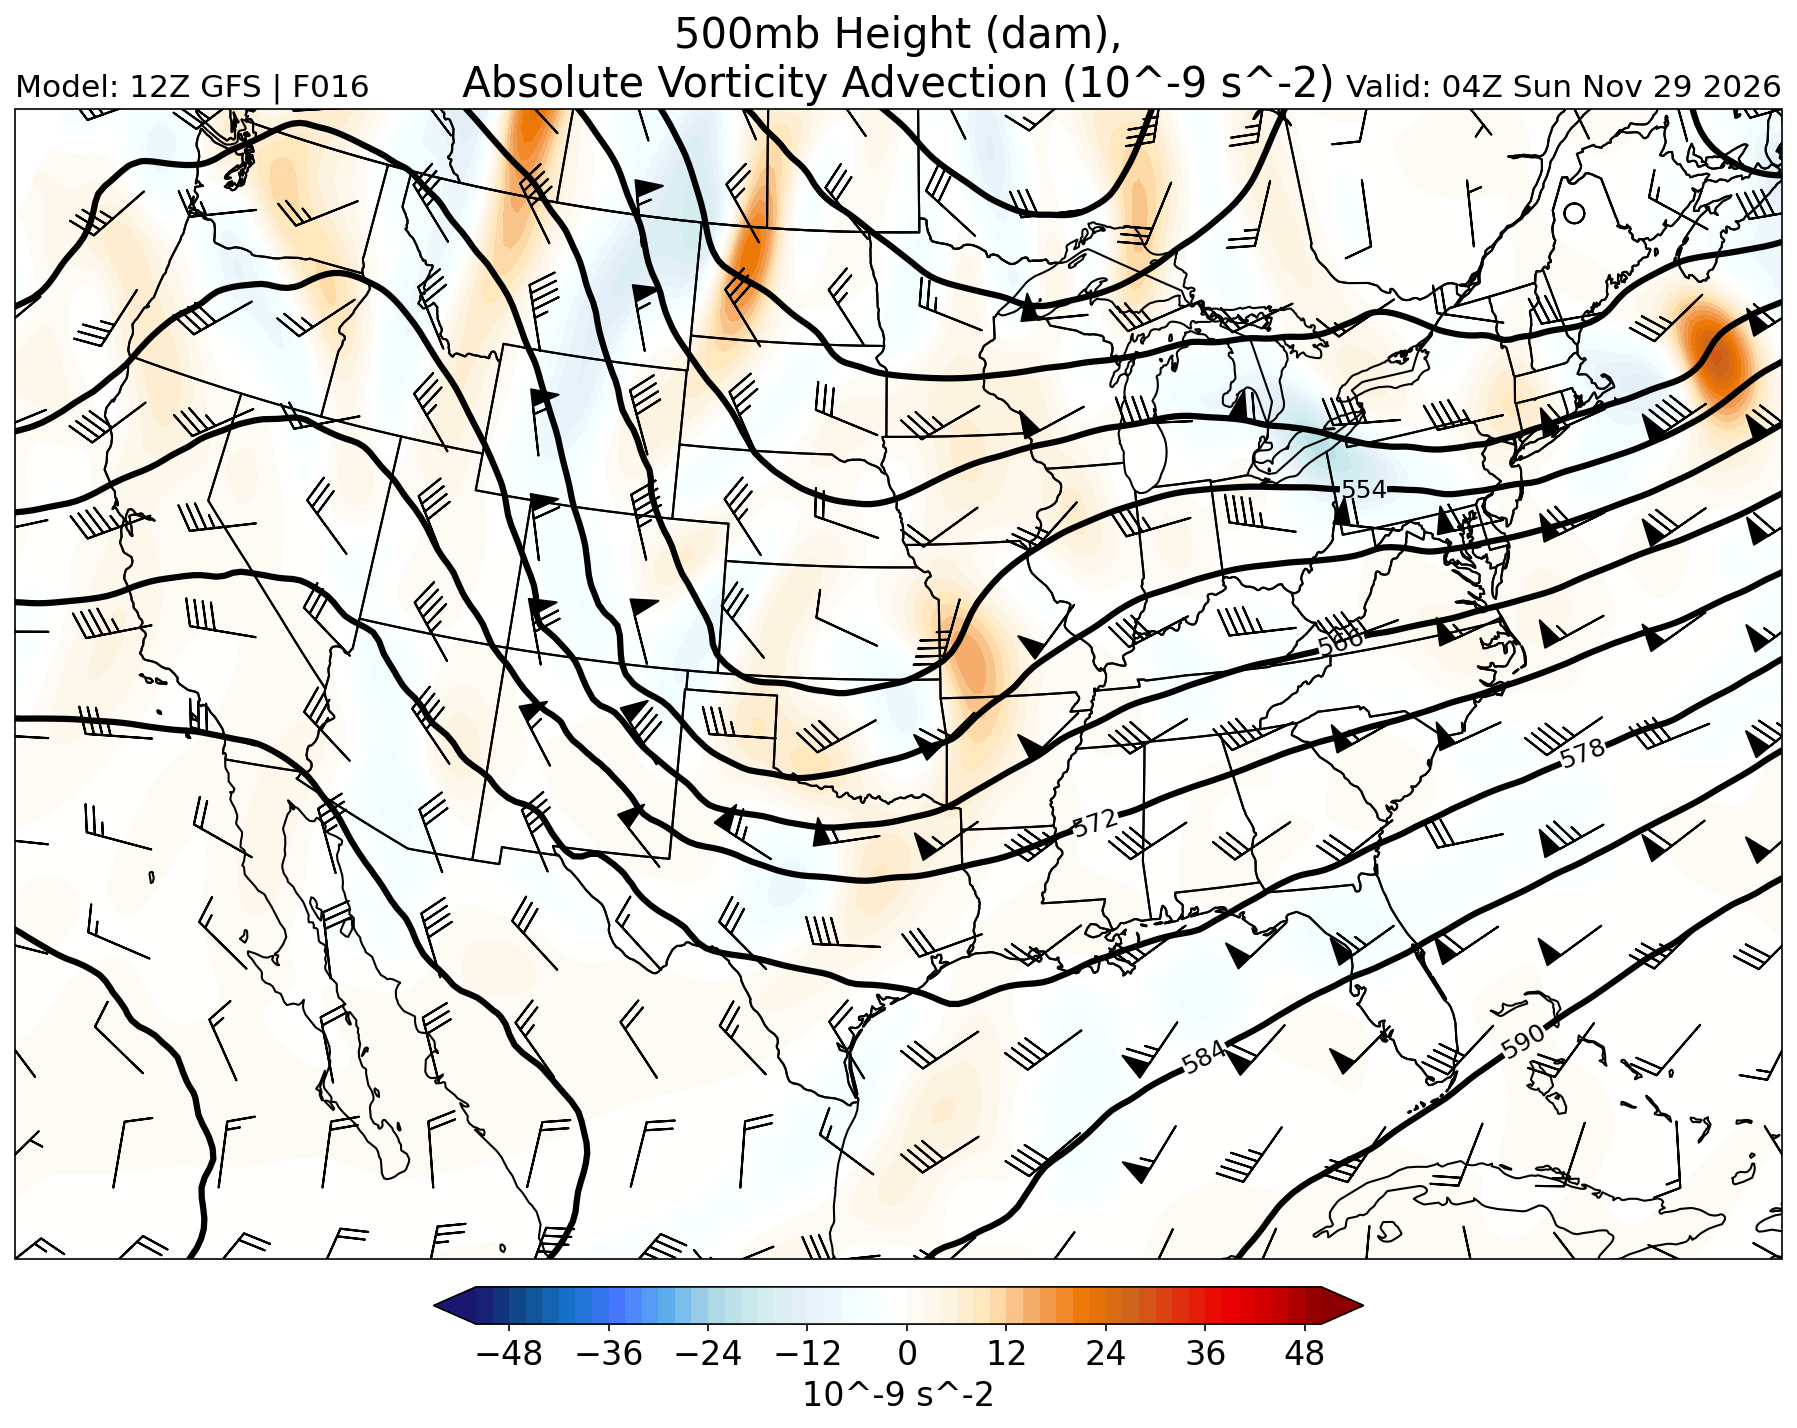 500mb Height (dam),
Model: 12Z GFS | F016
Absolute Vorticity Advection (10^-9 s^-2)
Valid: 04Z Sun Nov 29 2026
554
560
578
572
584
590
−48 −36 −24 −12 0 12 24 36 48
10^-9 s^-2